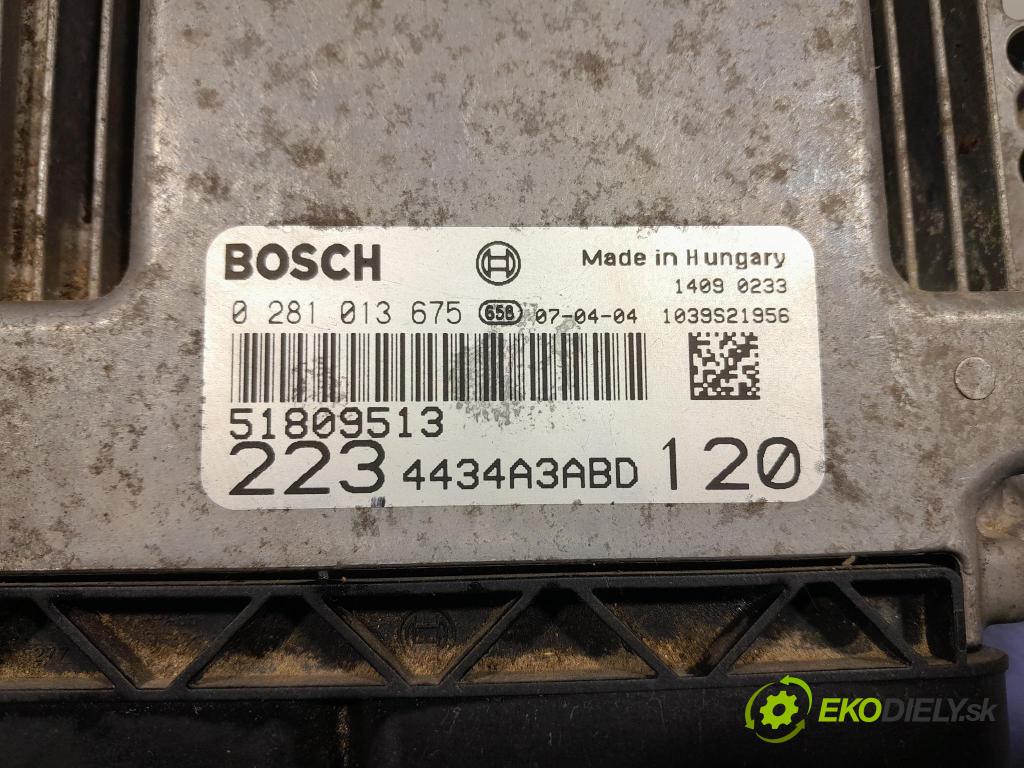 BOSCH Made in Hungary
1409 0233
0 281 013 675 658 07-04-04 1039S21956
51809513
223 4434A3ABD 120
EKODIELY.sk